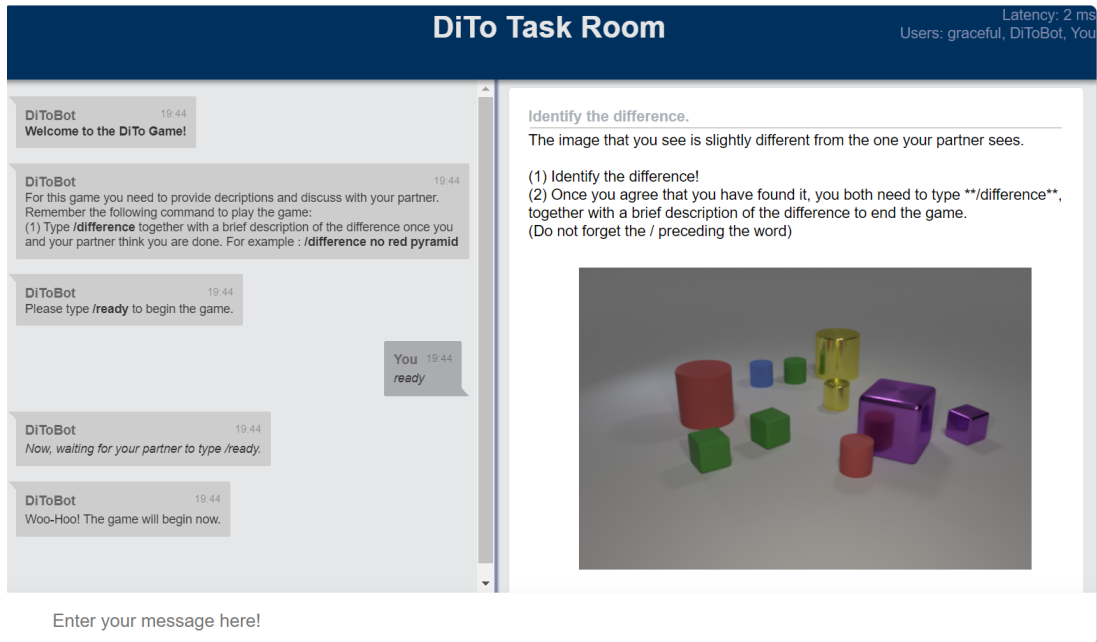 DiTo Task Room
Latency: 2 ms
Users: graceful, DiToBot, You
DiToBot 19:44
Welcome to the DiTo Game!
DiToBot 19:44
For this game you need to provide decriptions and discuss with your partner.
Remember the following command to play the game:
(1) Type /difference together with a brief description of the difference once you
and your partner think you are done. For example : /difference no red pyramid
DiToBot 19:44
Please type /ready to begin the game.
You 19:44
ready
DiToBot 19:44
Now, waiting for your partner to type /ready.
DiToBot 19:44
Woo-Hoo! The game will begin now.
Identify the difference.
The image that you see is slightly different from the one your partner sees.
(1) Identify the difference!
(2) Once you agree that you have found it, you both need to type **/difference**,
together with a brief description of the difference to end the game.
(Do not forget the / preceding the word)
Enter your message here!